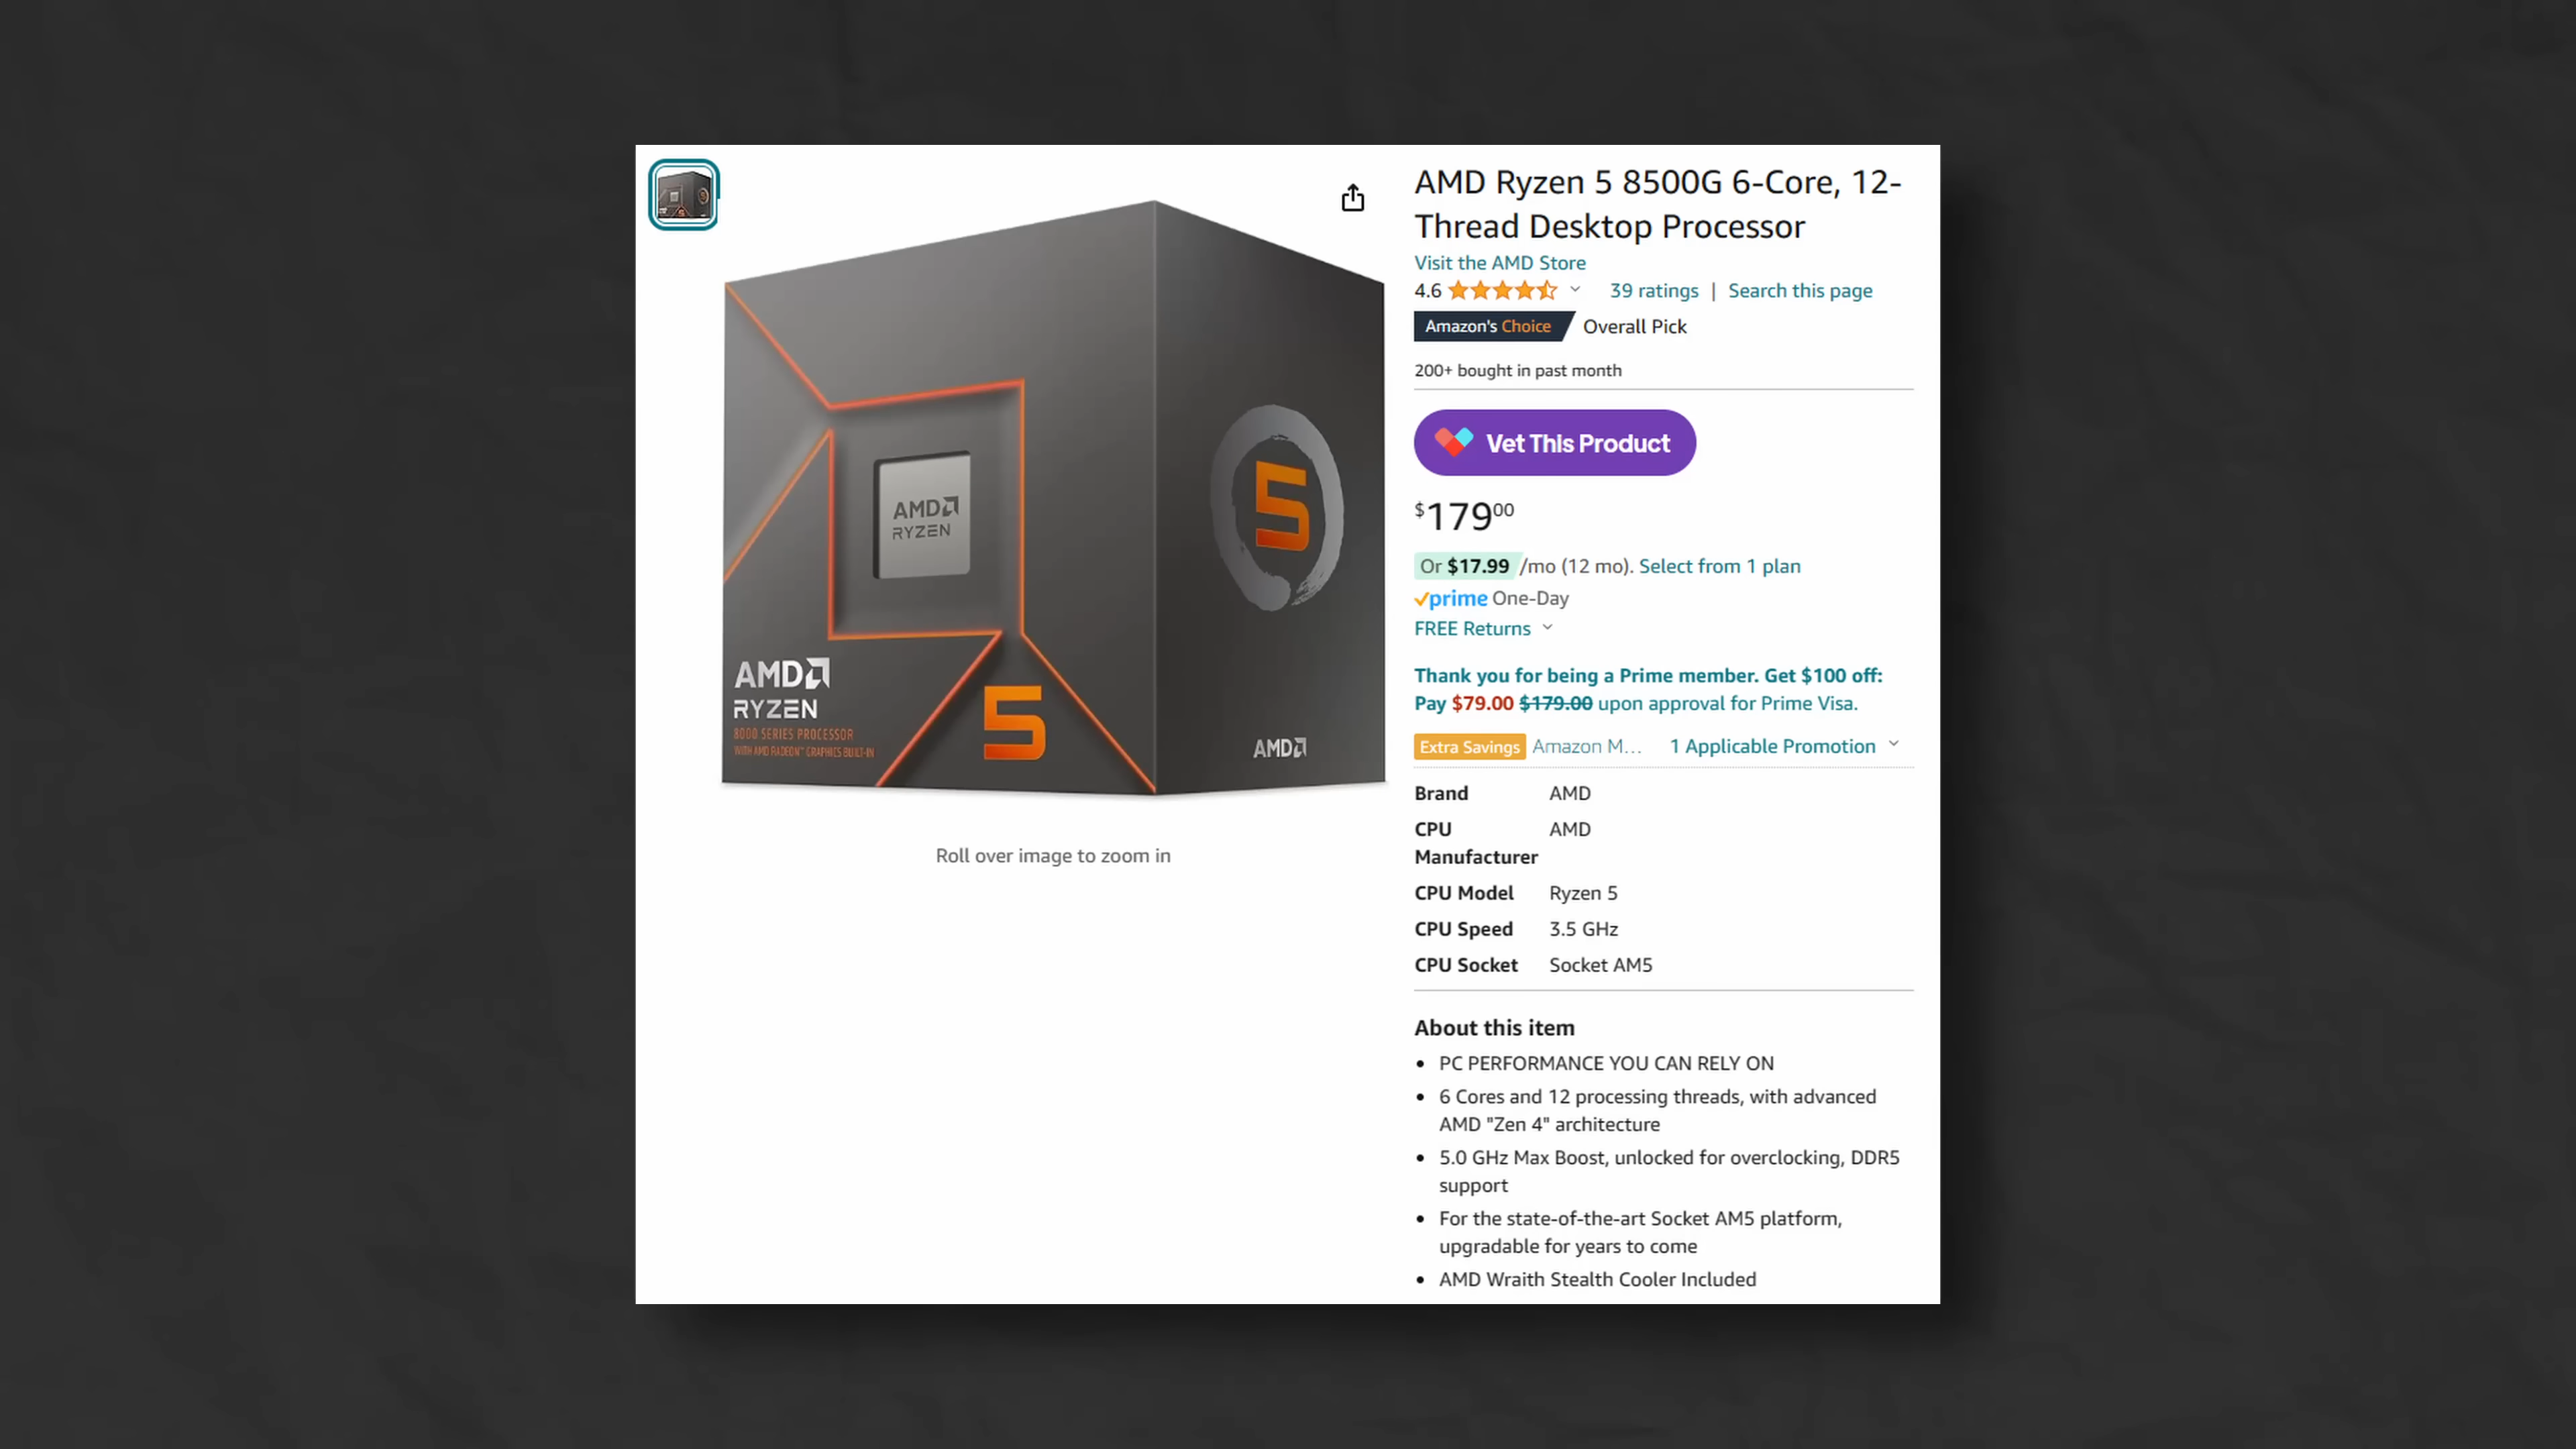 AMD Ryzen 5 8500G 6-Core, 12-
Thread Desktop Processor
Visit the AMD Store
4.6 39 ratings | Search this page
Amazon's Choice Overall Pick
200+ bought in past month
Vet This Product
$179 00
Or $17.99 /mo (12 mo). Select from 1 plan
prime One-Day
FREE Returns
Thank you for being a Prime member. Get $100 off:
Pay $79.00 $179.00 upon approval for Prime Visa.
Extra Savings Amazon M... 1 Applicable Promotion
Brand AMD
CPU AMD
Manufacturer
CPU Model Ryzen 5
CPU Speed 3.5 GHz
CPU Socket Socket AM5
About this item
• PC PERFORMANCE YOU CAN RELY ON
• 6 Cores and 12 processing threads, with advanced
AMD "Zen 4" architecture
• 5.0 GHz Max Boost, unlocked for overclocking, DDR5
support
• For the state-of-the-art Socket AM5 platform,
upgradable for years to come
• AMD Wraith Stealth Cooler Included
AMD
RYZEN
5
AMD
RYZEN
8000 SERIES PROCESSOR
WITH AMD RADEON™ GRAPHICS BUILT-IN
5
AMD
Roll over image to zoom in